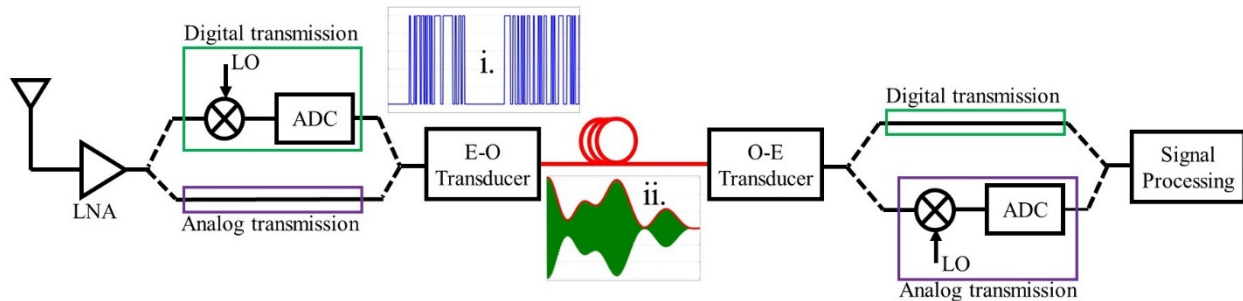 Digital transmission
LO
ADC
LNA
Analog transmission
i.
E-O
Transducer
ii.
O-E
Transducer
Digital transmission
LO
ADC
Analog transmission
Signal
Processing